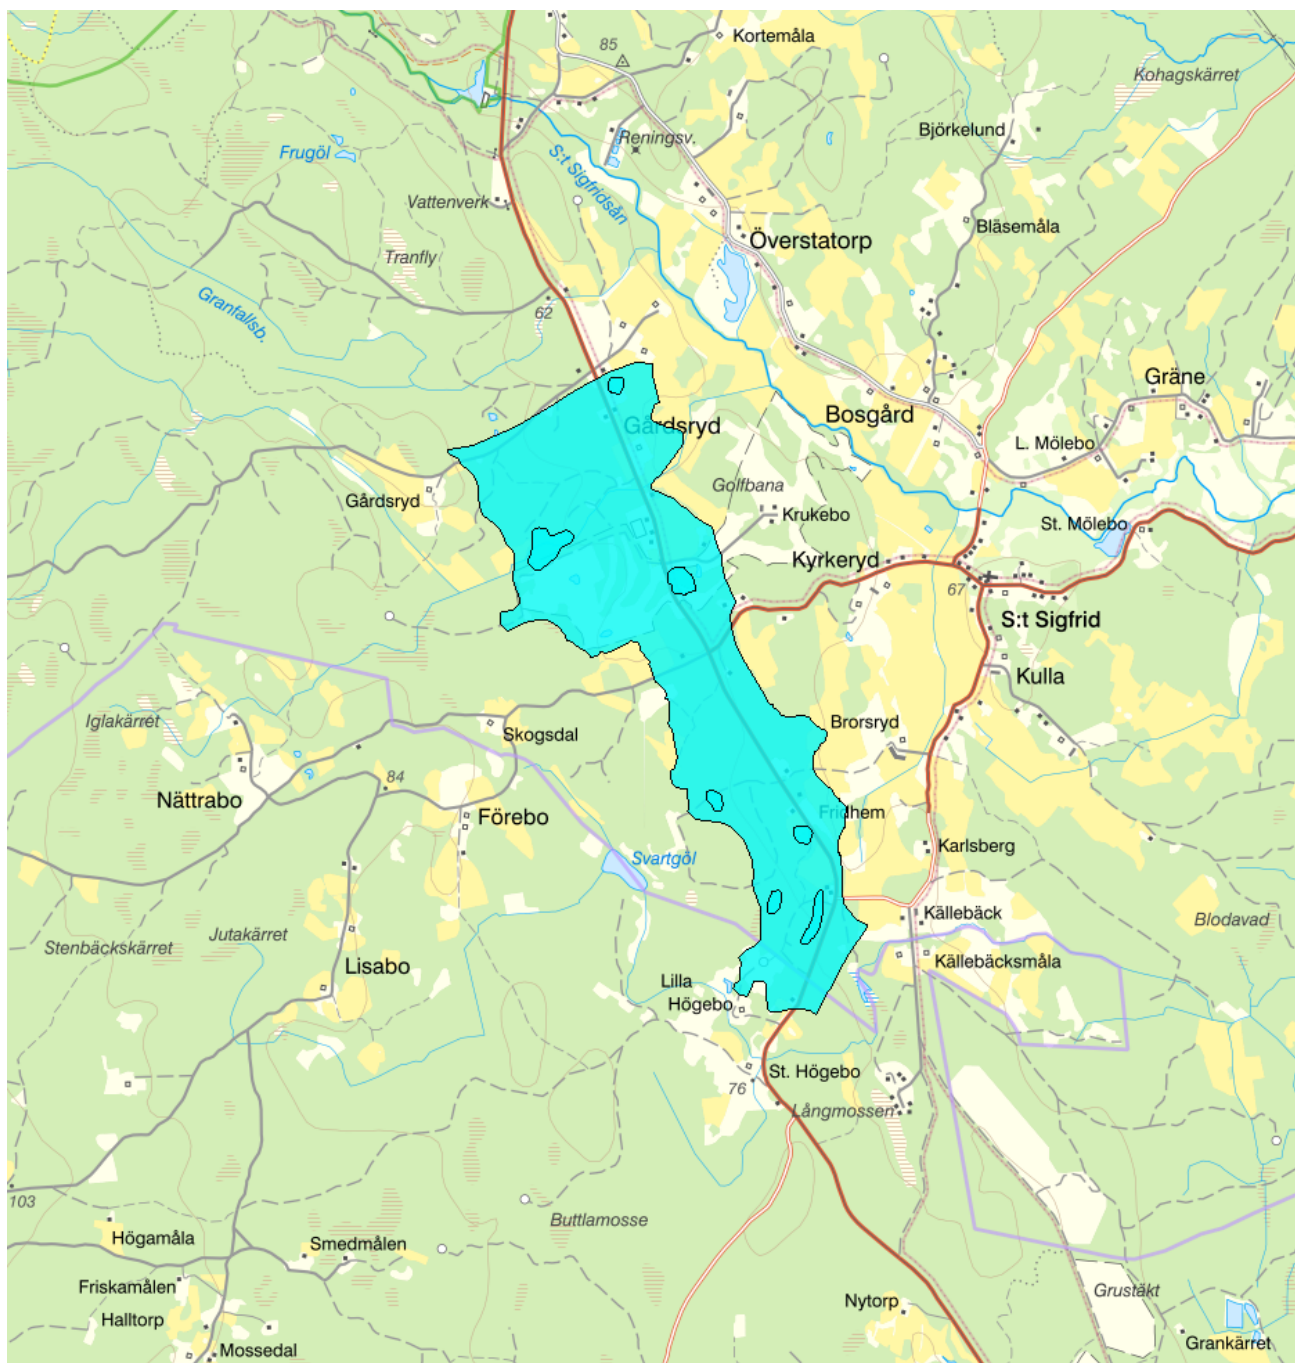 Kortemåla
85
Kohagskärret
Björkelund
Reningsv.
Frugöl
S:t Sigfridsån
Vattenverk
Bläsemåla
Överstatorp
Tranfly
Granfallsb.
62
Gräne
Bosgård
Gårdsryd
L. Mölebo
Golfbana
Gårdsryd
Krukebo
St. Mölebo
Kyrkeryd
67
S:t Sigfrid
Kulla
Iglakärret
Brorsryd
Skogsdal
84
Nättrabo
Förebo
Fridhem
Karlsberg
Svartgöl
Källebäck
Blodavad
Jutakärret
Stenbäckskärret
Källebäcksmåla
Lisabo
Lilla
Högebo
St. Högebo
76
Långmossen
103
Buttlamosse
Högamåla
Smedmålen
Friskamålen
Grustäkt
Nytorp
Halltorp
Grankärret
Mossedal